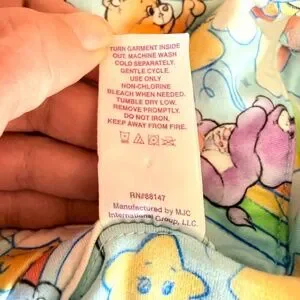 TURN GARMENT INSIDE
OUT. MACHINE WASH
COLD SEPARATELY.
GENTLE CYCLE.
USE ONLY
NON-CHLORINE
BLEACH WHEN NEEDED.
TUMBLE DRY LOW.
REMOVE PROMPTLY.
DO NOT IRON.
KEEP AWAY FROM FIRE.
RN#88147
Manufactured by MJC
International Group, LLC.